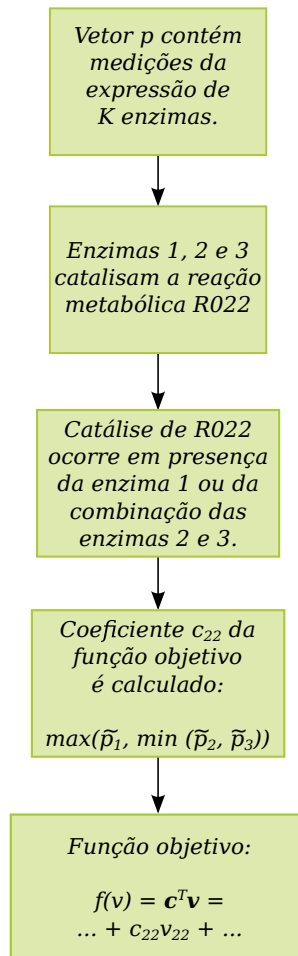 Vetor p contém
medições da
expressão de
K enzimas.
Enzimas 1, 2 e 3
catalisam a reação
metabólica R022
Catálise de R022
ocorre em presença
da enzima 1 ou da
combinação das
enzimas 2 e 3.
Coeficiente c₂₂ da
função objetivo
é calculado:
max(p̃₁, min (p̃₂, p̃₃))
Função objetivo:
f(v) = cᵀv =
... + c₂₂v₂₂ + ...